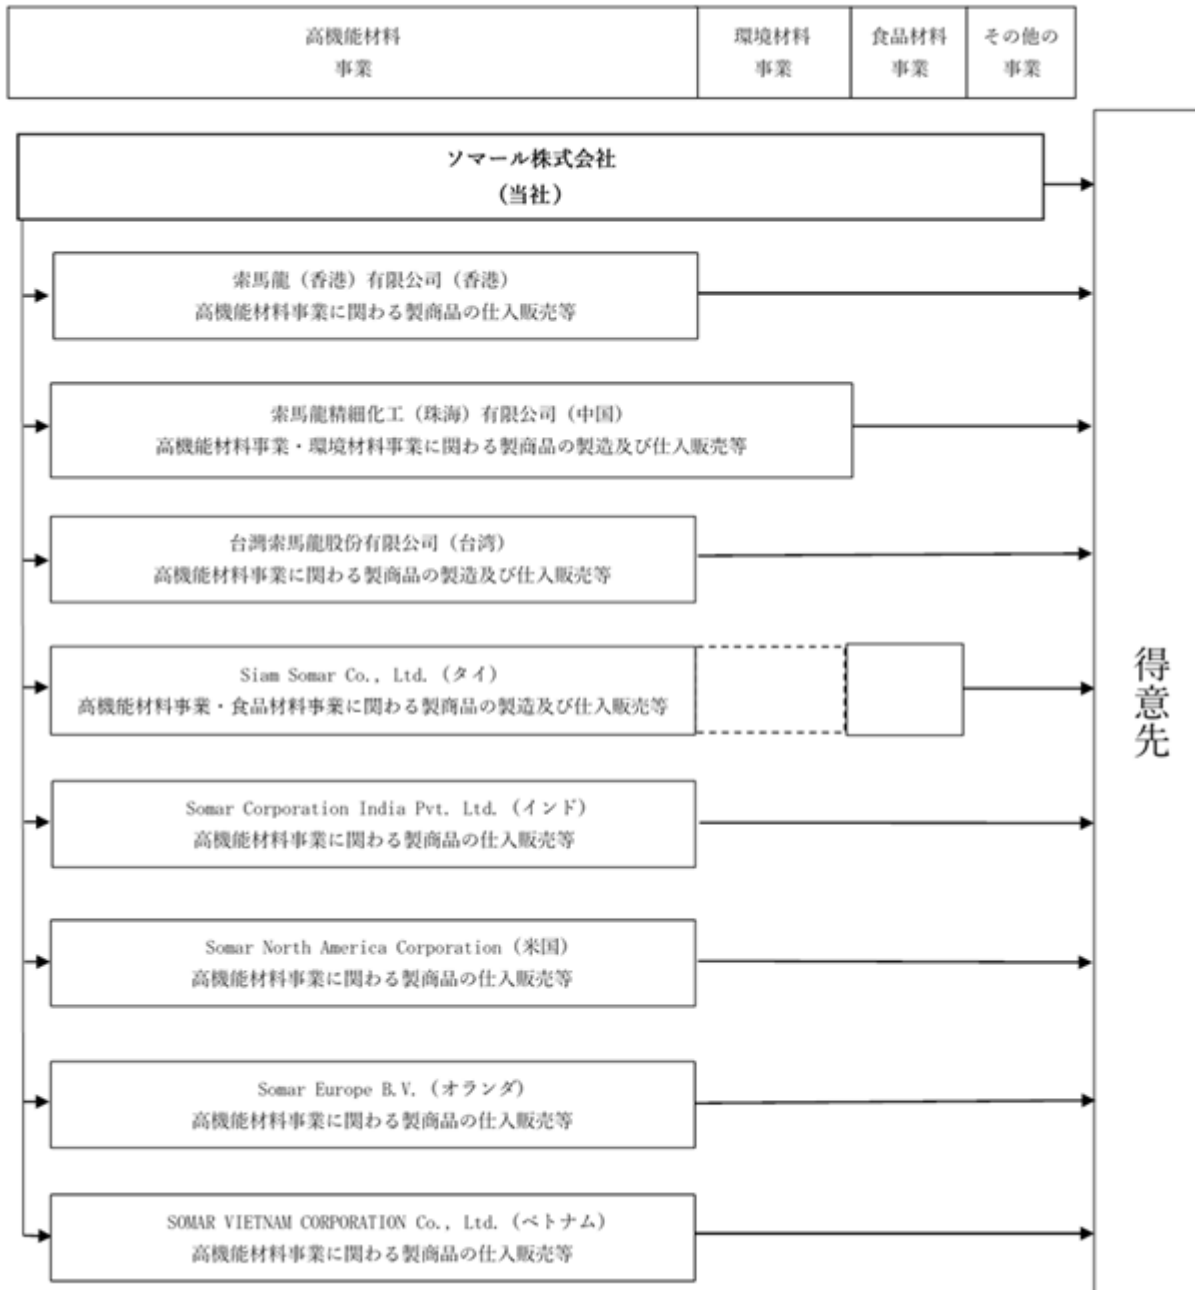 高機能材料
事業
環境材料
事業
食品材料
事業
その他の
事業
ソマール株式会社
(当社)
索馬龍（香港）有限公司（香港）
高機能材料事業に関わる製商品の仕入販売等
索馬龍精細化工（珠海）有限公司（中国）
高機能材料事業・環境材料事業に関わる製商品の製造及び仕入販売等
台灣索馬龍股份有限公司（台湾）
高機能材料事業に関わる製商品の製造及び仕入販売等
Siam Somar Co., Ltd.（タイ）
高機能材料事業・食品材料事業に関わる製商品の製造及び仕入販売等
Somar Corporation India Pvt. Ltd.（インド）
高機能材料事業に関わる製商品の仕入販売等
Somar North America Corporation（米国）
高機能材料事業に関わる製商品の仕入販売等
Somar Europe B.V.（オランダ）
高機能材料事業に関わる製商品の仕入販売等
SOMAR VIETNAM CORPORATION Co., Ltd.（ベトナム）
高機能材料事業に関わる製商品の仕入販売等
得意先